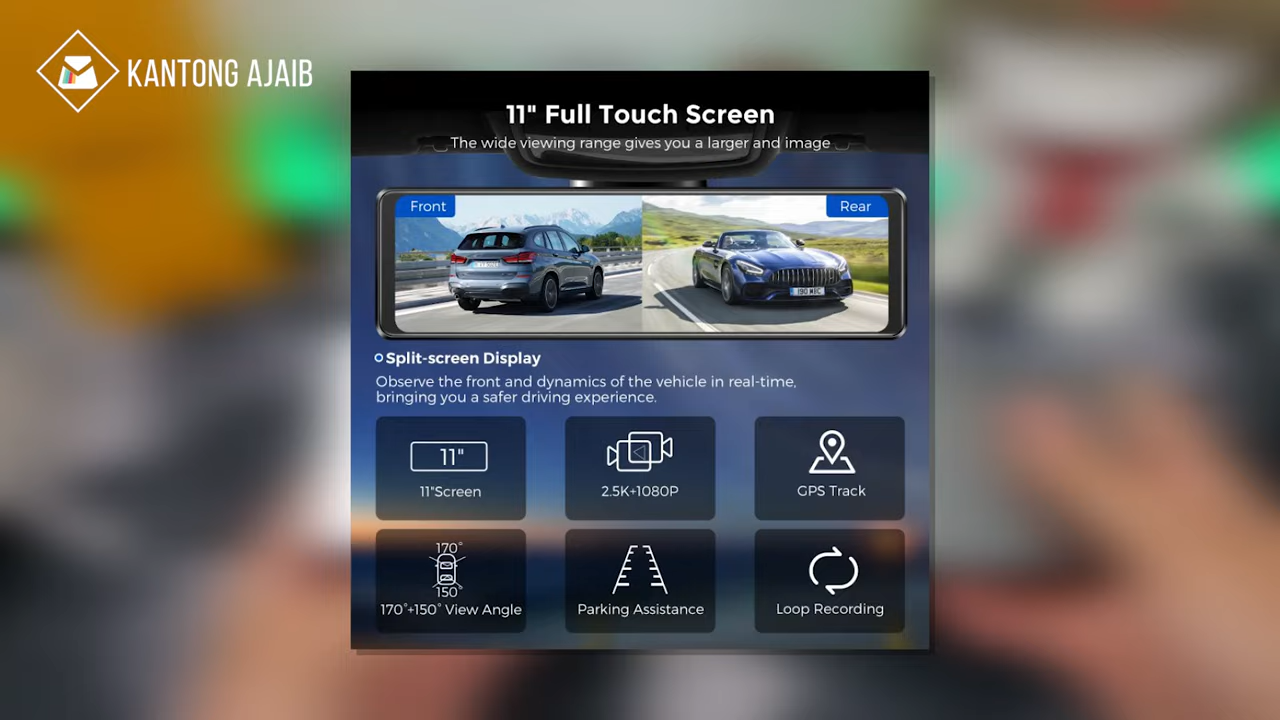 KANTONG AJAIB
11" Full Touch Screen
The wide viewing range gives you a larger and image
Front
Rear
Split-screen Display
Observe the front and dynamics of the vehicle in real-time,
bringing you a safer driving experience.
11"
11"Screen
2.5K+1080P
GPS Track
170°
150°
170°+150° View Angle
Parking Assistance
Loop Recording